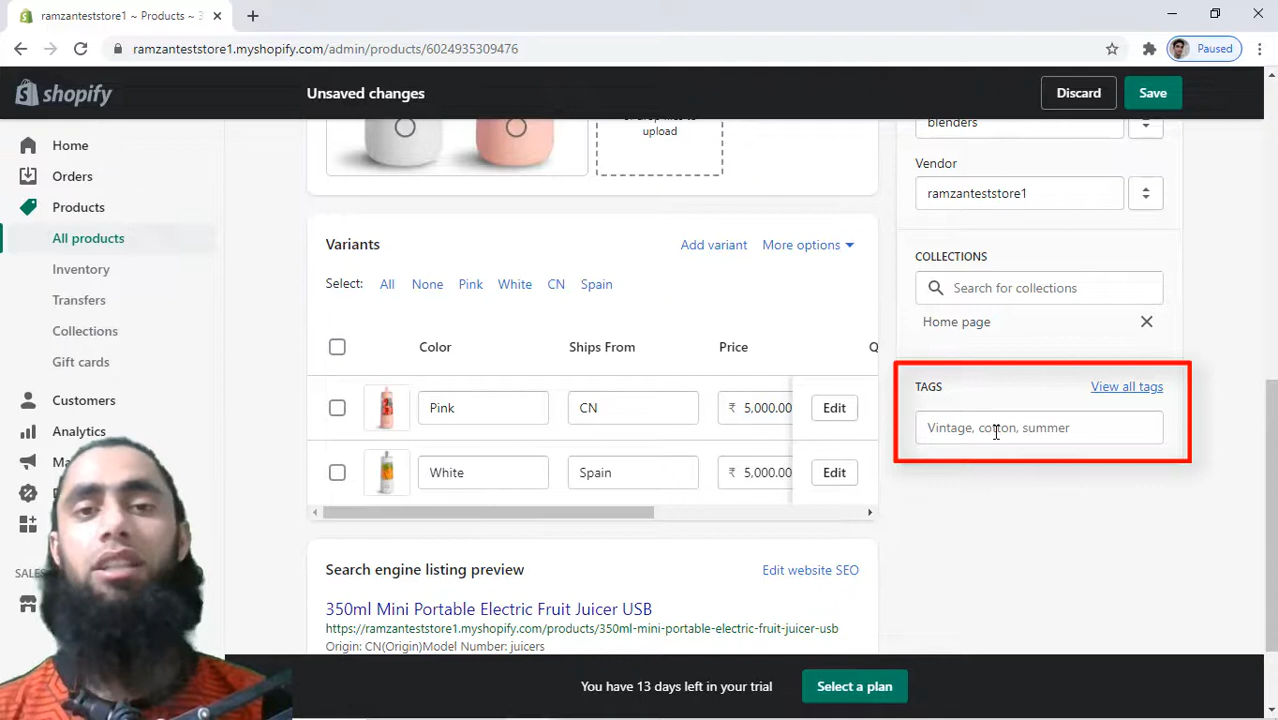 ramzanteststore1 ~ Products ~ 3
ramzanteststore1.myshopify.com/admin/products/6024935309476
Paused
shopify
Unsaved changes
Discard
Save
Home
Orders
Products
All products
Inventory
Transfers
Collections
Gift cards
Customers
Analytics
upload
Variants
Add variant
More options
Select: All None Pink White CN Spain
Color Ships From Price
Pink CN ₹ 5,000.00 Edit
White Spain ₹ 5,000.00 Edit
Search engine listing preview
Edit website SEO
350ml Mini Portable Electric Fruit Juicer USB
https://ramzanteststore1.myshopify.com/products/350ml-mini-portable-electric-fruit-juicer-usb
Origin: CN(Origin)Model Number: juicers
blenders
Vendor
ramzanteststore1
COLLECTIONS
Search for collections
Home page
TAGS
View all tags
Vintage, cotton, summer
You have 13 days left in your trial
Select a plan